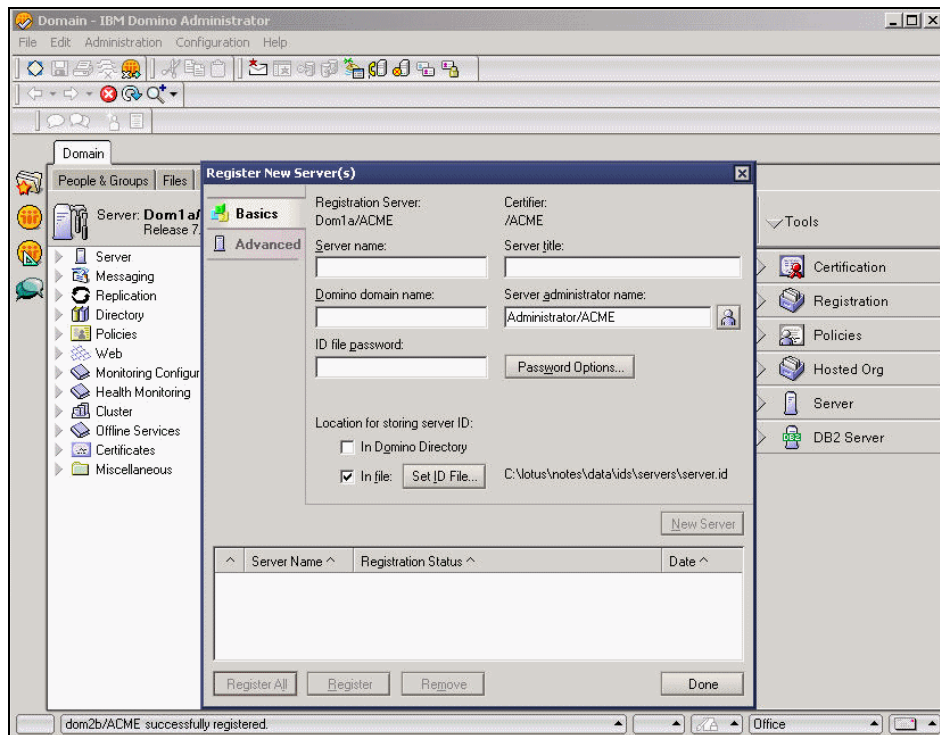 Domain - IBM Domino Administrator
File Edit Administration Configuration Help
Domain
People & Groups Files
Server: Dom1a/
Release 7.
Server
Messaging
Replication
Directory
Policies
Web
Monitoring Configur
Health Monitoring
Cluster
Offline Services
Certificates
Miscellaneous
Register New Server(s)
Basics
Advanced
Registration Server: Certifier:
Dom1a/ACME /ACME
Server name: Server title:
Domino domain name: Server administrator name:
Administrator/ACME
ID file password:
Password Options...
Location for storing server ID:
In Domino Directory
In file: Set ID File... C:\lotus\notes\data\ids\servers\server.id
New Server
Server Name Registration Status Date
Register All Register Remove Done
Tools
Certification
Registration
Policies
Hosted Org
Server
DB2 DB2 Server
dom2b/ACME successfully registered. Office